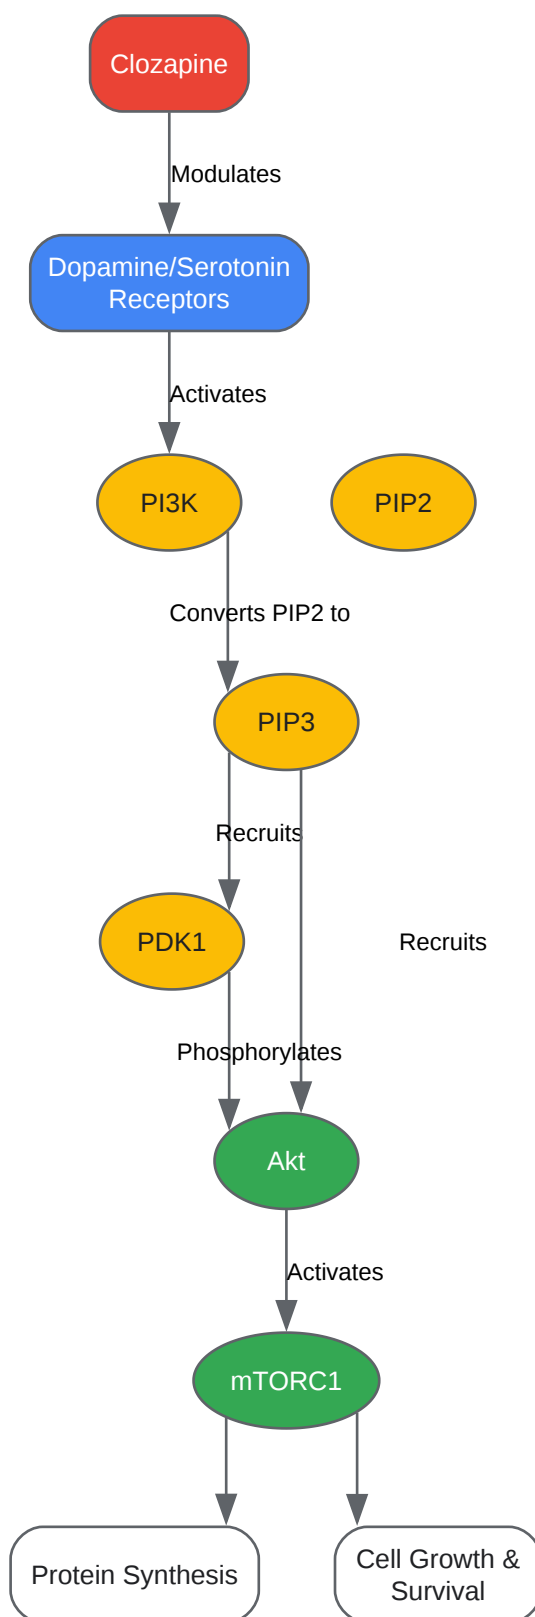 Clozapine
Modulates
Dopamine/Serotonin
Receptors
Activates
PI3K
PIP2
Converts PIP2 to
PIP3
Recruits
PDK1
Recruits
Phosphorylates
Akt
Activates
mTORC1
Protein Synthesis
Cell Growth &
Survival